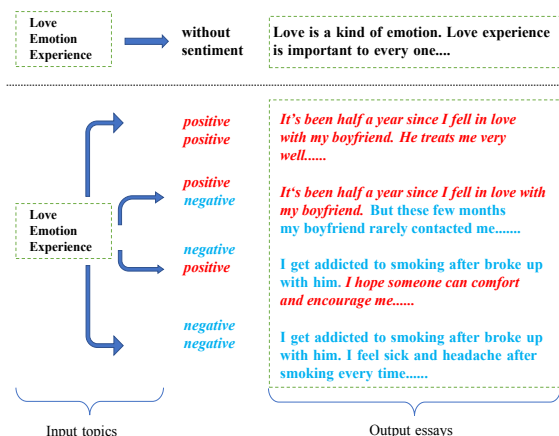 Love
Emotion
Experience
without
sentiment
Love is a kind of emotion. Love experience
is important to every one....
positive
positive
It's been half a year since I fell in love
with my boyfriend. He treats me very
well......
positive
negative
It's been half a year since I fell in love with
my boyfriend. But these few months
my boyfriend rarely contacted me.......
Love
Emotion
Experience
negative
positive
I get addicted to smoking after broke up
with him. I hope someone can comfort
and encourage me......
negative
negative
I get addicted to smoking after broke up
with him. I feel sick and headache after
smoking every time......
Input topics
Output essays